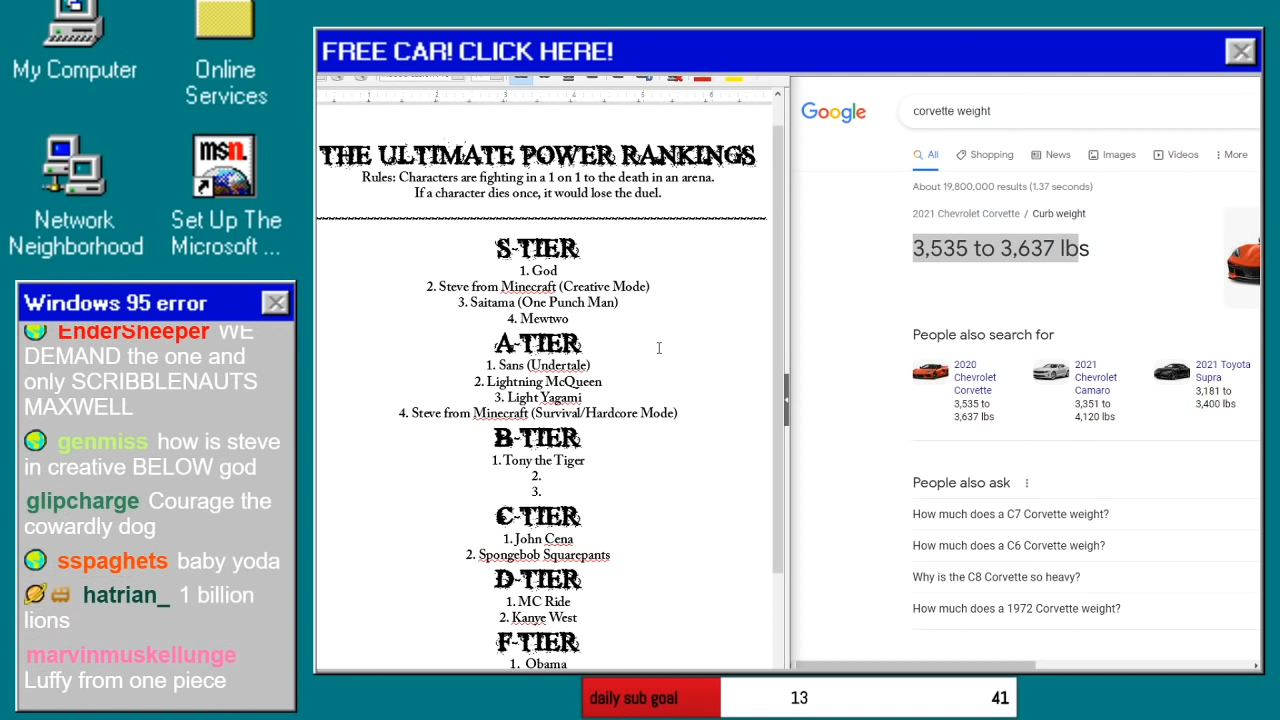 My Computer
Online
Services
Network
Neighborhood
msn.
Set Up The
Microsoft ...
Windows 95 error
EnderSheeper WE
DEMAND the one and
only SCRIBBLENAUTS
MAXWELL
genmiss how is steve
in creative BELOW god
glipcharge Courage the
cowardly dog
sspaghets baby yoda
hatrian_ 1 billion
lions
marvinmuskellunge
Luffy from one piece
FREE CAR! CLICK HERE!
THE ULTIMATE POWER RANKINGS
Rules: Characters are fighting in a 1 on 1 to the death in an arena.
If a character dies once, it would lose the duel.
S-TIER
1. God
2. Steve from Minecraft (Creative Mode)
3. Saitama (One Punch Man)
4. Mewtwo
A-TIER
1. Sans (Undertale)
2. Lightning McQueen
3. Light Yagami
4. Steve from Minecraft (Survival/Hardcore Mode)
B-TIER
1. Tony the Tiger
2.
3.
C-TIER
1. John Cena
2. Spongebob Squarepants
D-TIER
1. MC Ride
2. Kanye West
F-TIER
1. Obama
Google
corvette weight
All Shopping News Images Videos More
About 19,800,000 results (1.37 seconds)
2021 Chevrolet Corvette / Curb weight
3,535 to 3,637 lbs
People also search for
2020
Chevrolet
Corvette
3,535 to
3,637 lbs
2021
Chevrolet
Camaro
3,351 to
4,120 lbs
2021 Toyota
Supra
3,181 to
3,400 lbs
People also ask
How much does a C7 Corvette weight?
How much does a C6 Corvette weigh?
Why is the C8 Corvette so heavy?
How much does a 1972 Corvette weight?
daily sub goal 13 41